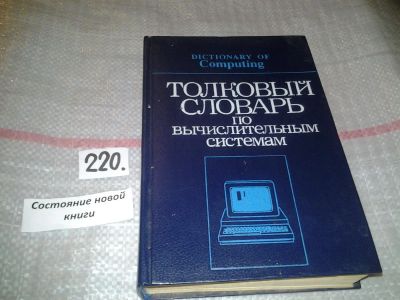 DICTIONARY OF
Computing
ТОЛКОВЫЙ
СЛОВАРЬ
ПО
ВЫЧИСЛИТЕЛЬНЫМ
СИСТЕМАМ
220.
Состояние новой
книги